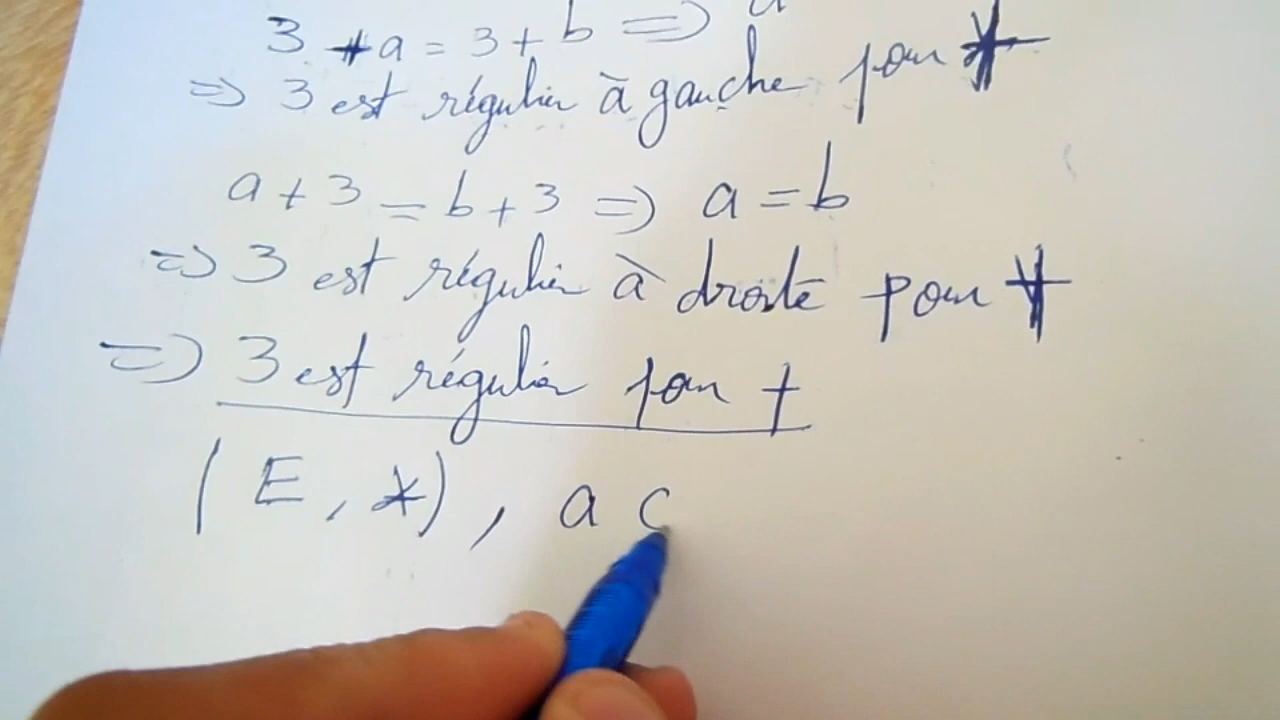 3 + a = 3 + b ⇒ a
⇒ 3 est régulier à gauche pour +
a + 3 = b + 3 ⇒ a = b
⇒ 3 est régulier à droite pour +
⇒ 3 est régulier pour +
(E, *), a c